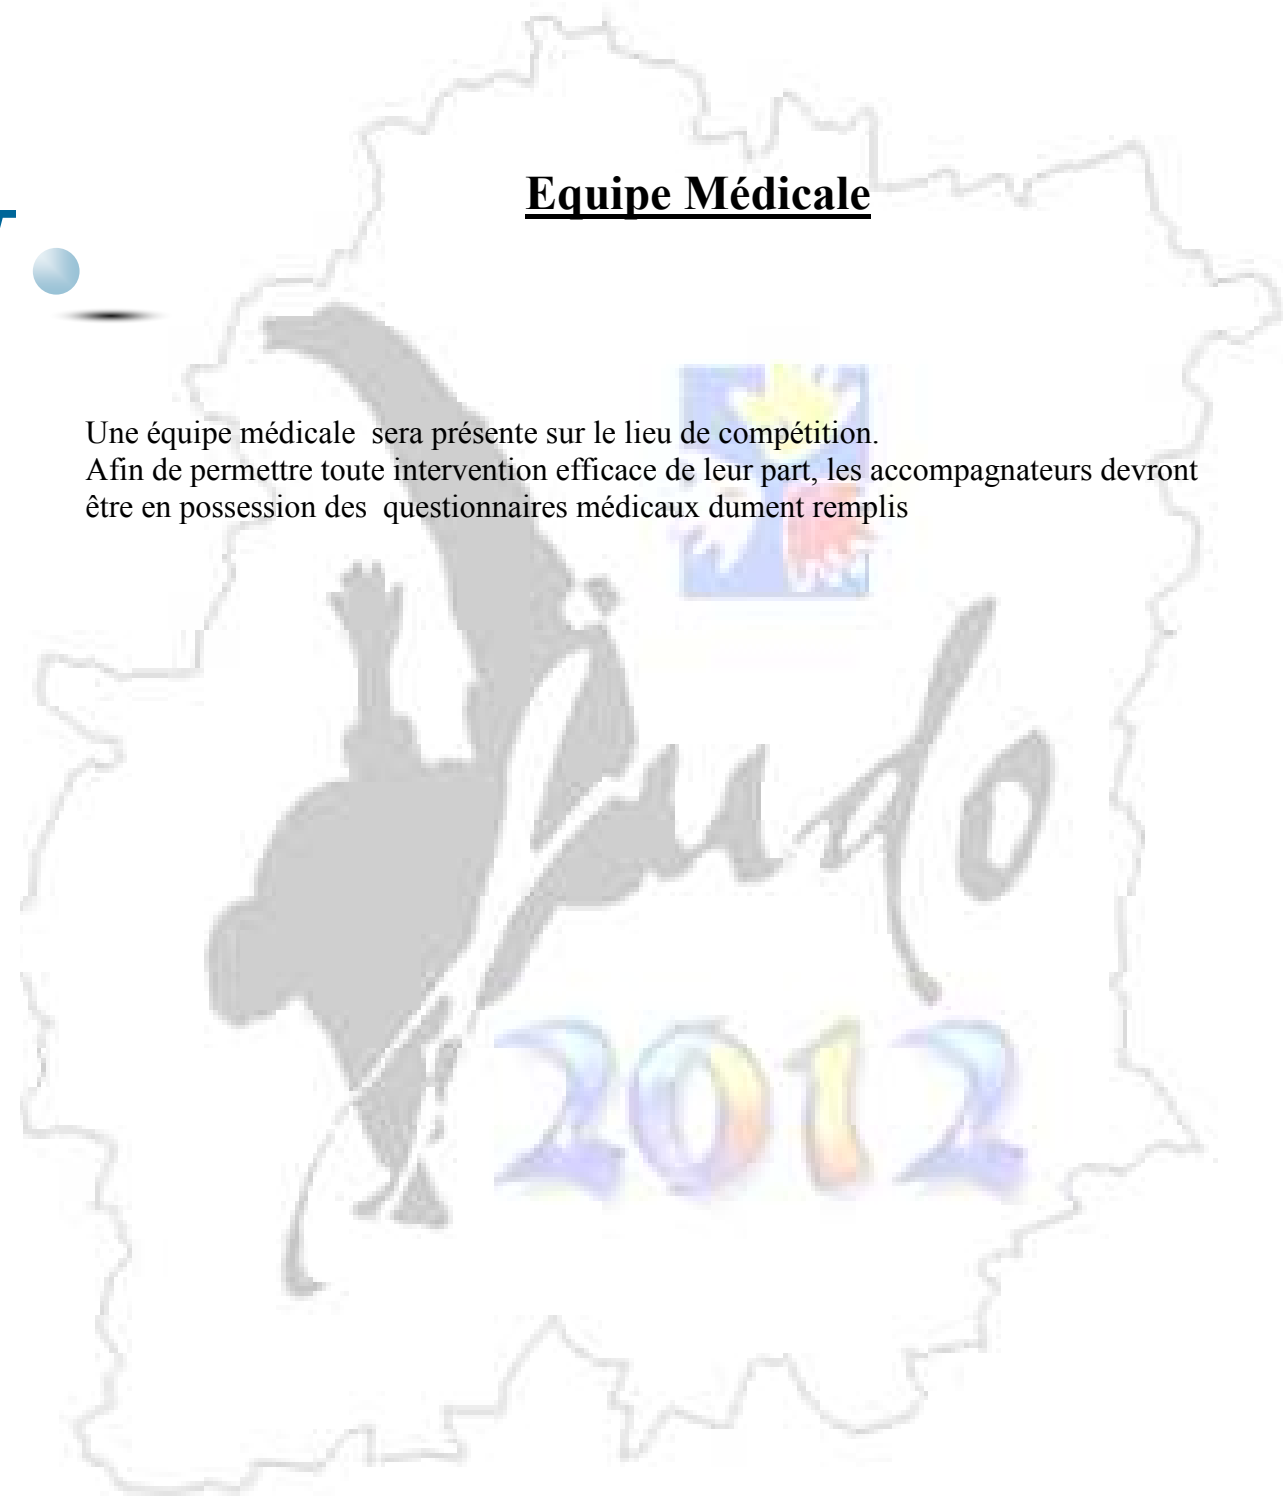 Equipe Médicale
Une équipe médicale  sera présente sur le lieu de compétition.
Afin de permettre toute intervention efficace de leur part, les accompagnateurs devront
être en possession des  questionnaires médicaux dument remplis
Judo
2012